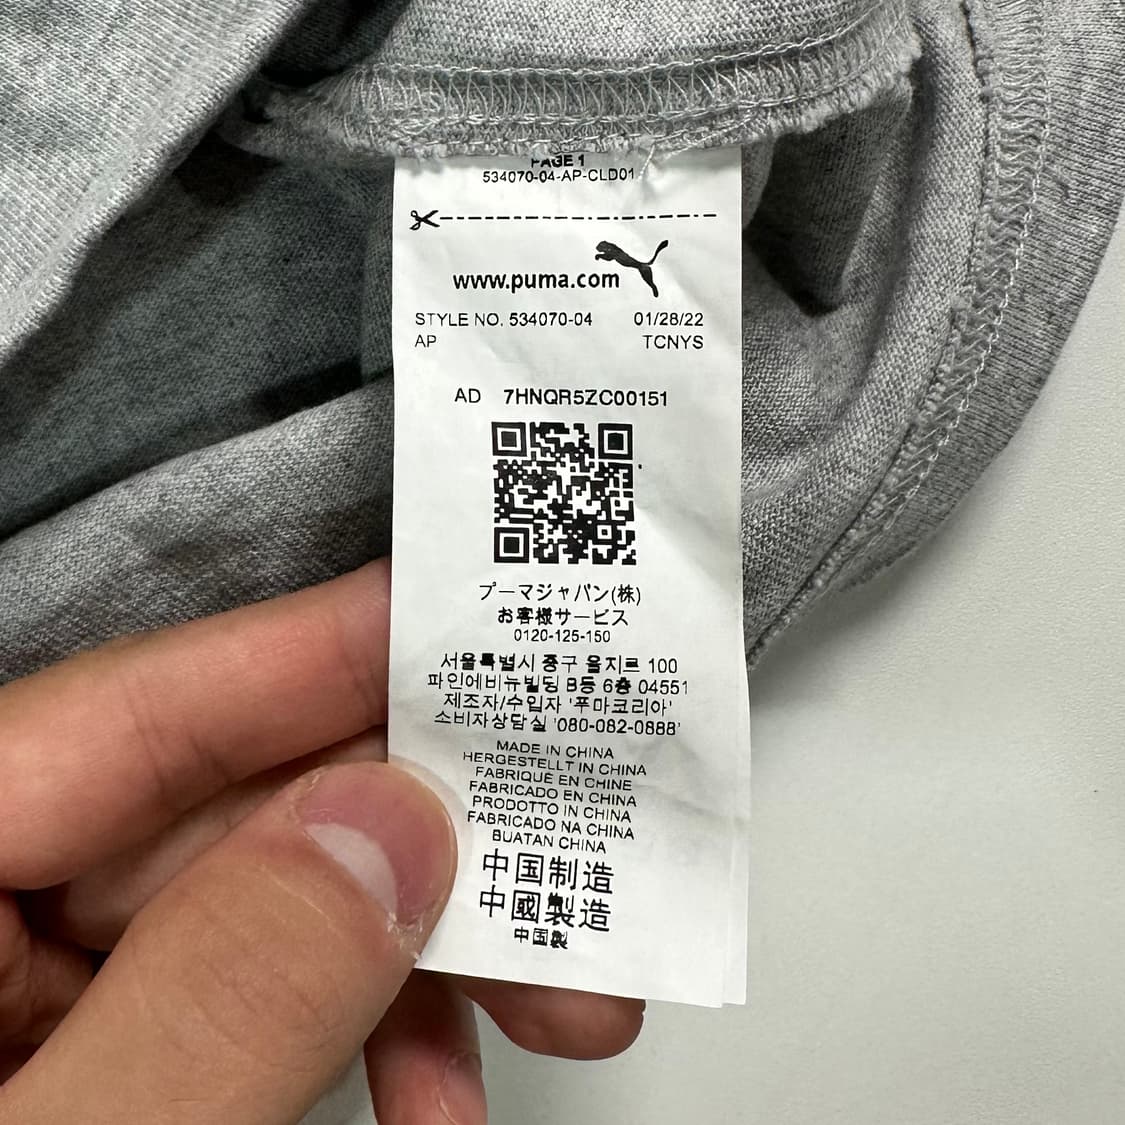 PAGE 1
534070-04-AP-CLD01
www.puma.com
STYLE NO. 534070-04 01/28/22
AP TCNYS
AD 7HNQR5ZC00151
プーマジャパン(株)
お客様サービス
0120-125-150
서울특별시 중구 을지로 100
파인에비뉴빌딩 B동 6층 04551
제조자/수입자 '푸마코리아'
소비자상담실 '080-082-0888'
MADE IN CHINA
HERGESTELLT IN CHINA
FABRIQUÉ EN CHINE
FABRICADO EN CHINA
PRODOTTO IN CHINA
FABRICADO NA CHINA
BUATAN CHINA
中国制造
中國製造
中国製